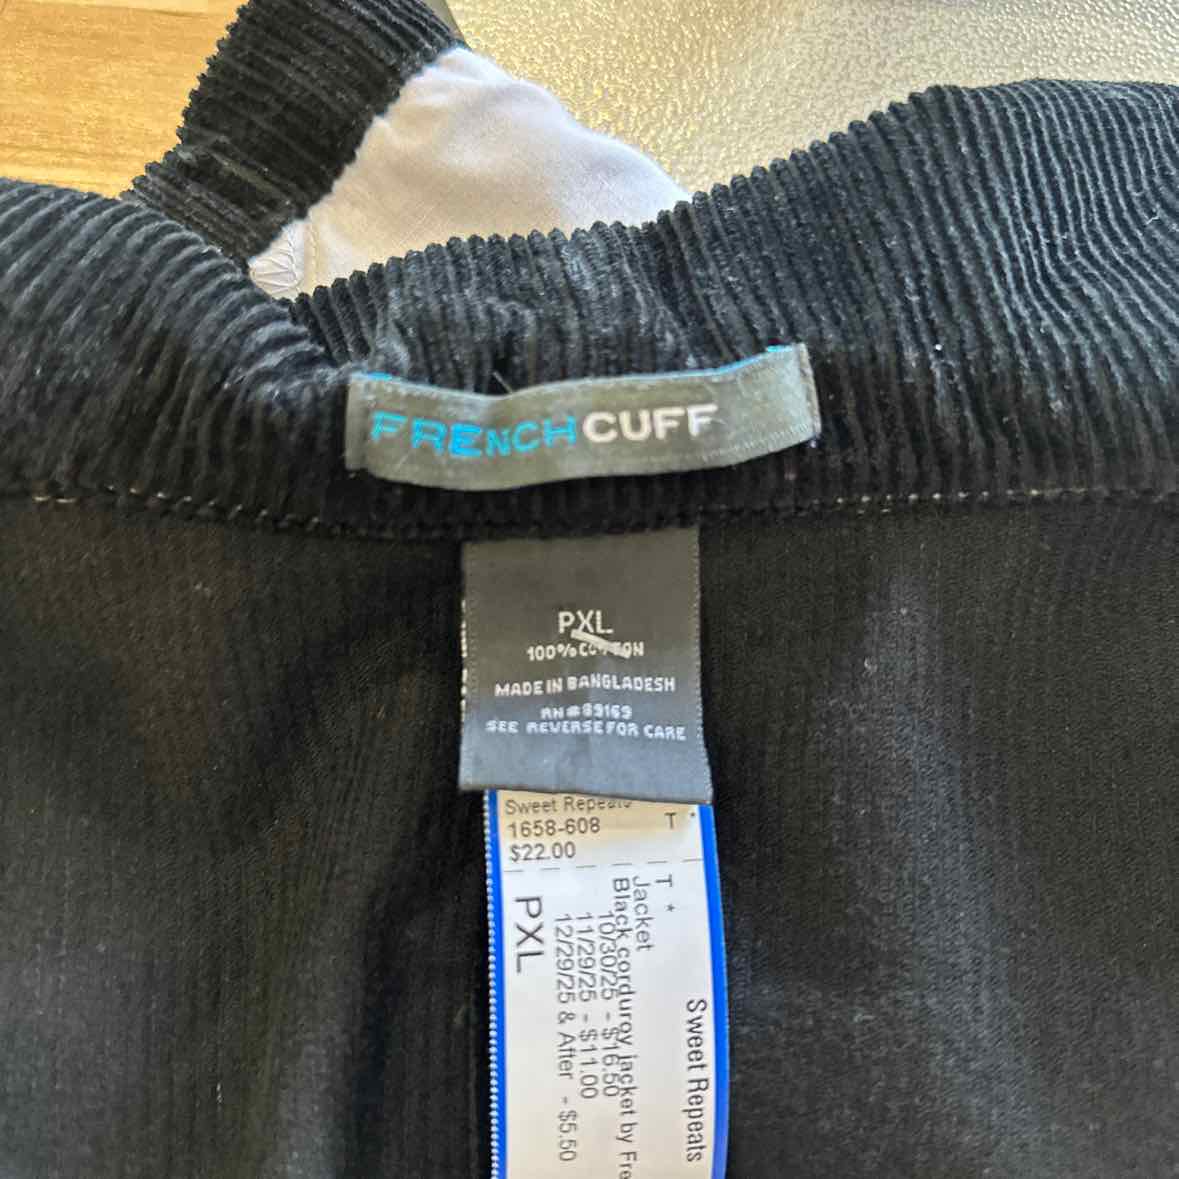 FRENCHCUFF
PXL
100% COTTON
MADE IN BANGLADESH
RN#89169
SEE REVERSE FOR CARE
Sweet Repeats
1658-608 T *
$22.00
T *
Jacket
Black corduroy jacket by Fre
10/30/25 - $16.50
11/29/25 - $11.00
12/29/25 & After - $5.50
PXL
Sweet Repeats